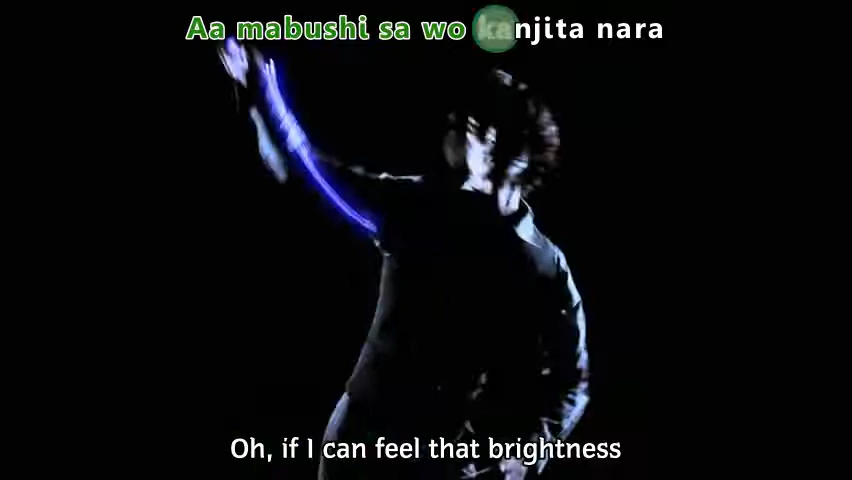 Aa mabushi sa wo kanjita nara
Oh, if I can feel that brightness